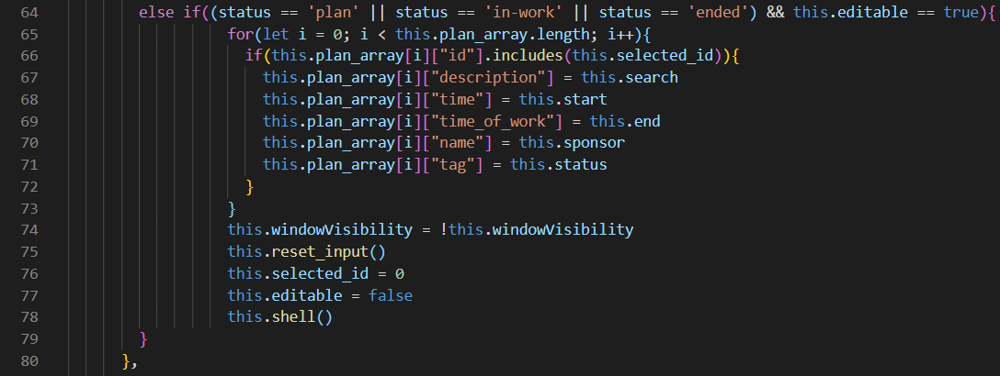 64 else if((status == 'plan' || status == 'in-work' || status == 'ended') && this.editable == true){
65 for(let i = 0; i < this.plan_array.length; i++){
66 if(this.plan_array[i]["id"].includes(this.selected_id)){
67 this.plan_array[i]["description"] = this.search
68 this.plan_array[i]["time"] = this.start
69 this.plan_array[i]["time_of_work"] = this.end
70 this.plan_array[i]["name"] = this.sponsor
71 this.plan_array[i]["tag"] = this.status
72 }
73 }
74 this.windowVisibility = !this.windowVisibility
75 this.reset_input()
76 this.selected_id = 0
77 this.editable = false
78 this.shell()
79 }
80 },